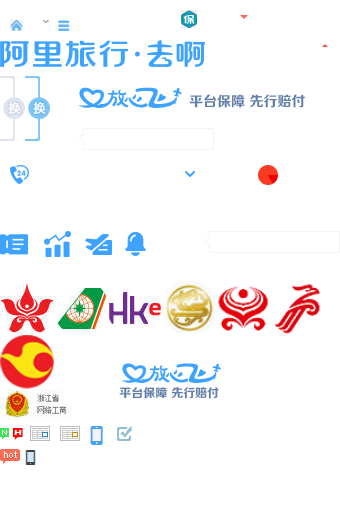 保
阿里旅行·去啊
换 换
放心飞 平台保障 先行赔付
24
HKe
放心飞
平台保障 先行赔付
浙江省
网络工商
N H
hot